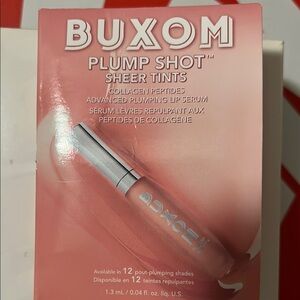 BUXOM
PLUMP SHOT™
SHEER TINTS
COLLAGEN PEPTIDES
ADVANCED PLUMPING LIP SERUM
SÉRUM LÈVRES REPULPANT AUX
PEPTIDES DE COLLAGÈNE
BUXOM
Available in 12 pout-plumping shades
Disponible en 12 teintes repulpantes
1.3 mL / 0.04 fl. oz. liq. U.S.